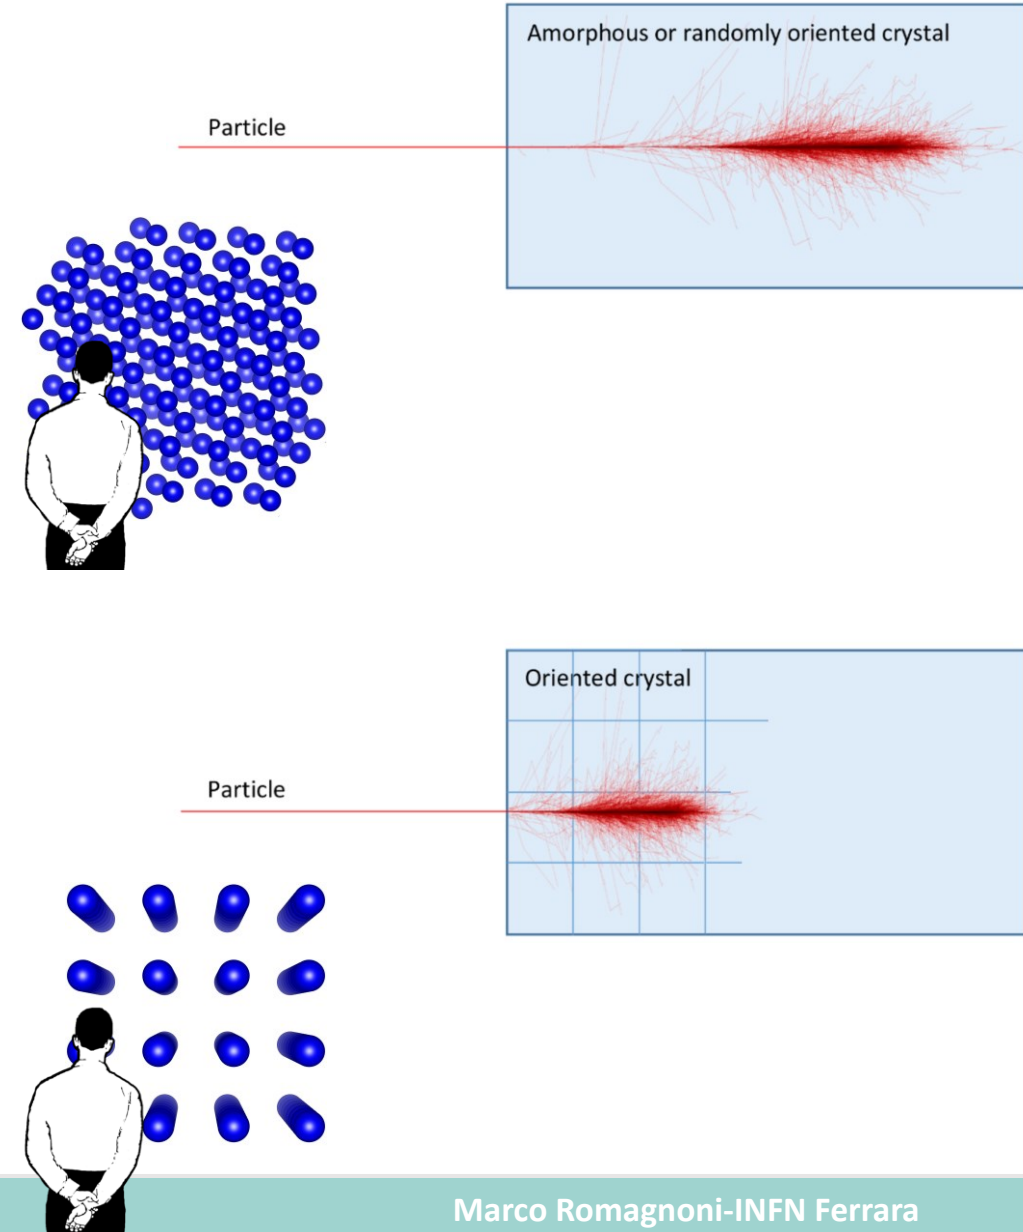 Amorphous or randomly oriented crystal
Particle
Oriented crystal
Particle
Marco Romagnoni-INFN Ferrara